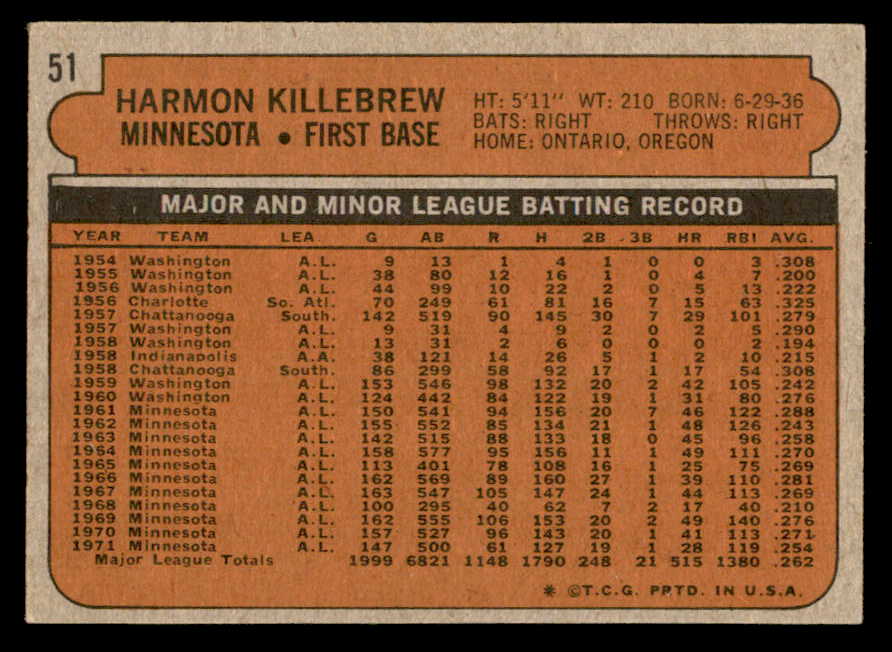 51
HARMON KILLEBREW
MINNESOTA • FIRST BASE
HT: 5'11" WT: 210 BORN: 6-29-36
BATS: RIGHT THROWS: RIGHT
HOME: ONTARIO, OREGON
MAJOR AND MINOR LEAGUE BATTING RECORD
YEAR TEAM LEA. G AB R H 2B 3B HR RBI AVG.
1954 Washington A.L. 9 13 1 4 1 0 0 3 .308
1955 Washington A.L. 38 80 12 16 1 0 4 7 .200
1956 Washington A.L. 44 99 10 22 2 0 5 13 .222
1956 Charlotte So. Atl. 70 249 61 81 16 7 15 63 .325
1957 Chattanooga South. 142 519 90 145 30 7 29 101 .279
1957 Washington A.L. 9 31 4 9 2 0 2 5 .290
1958 Washington A.L. 13 31 2 6 0 0 0 2 .194
1958 Indianapolis A.A. 38 121 14 26 5 1 2 10 .215
1958 Chattanooga South. 86 299 58 92 17 1 17 54 .308
1959 Washington A.L. 153 546 98 132 20 2 42 105 .242
1960 Washington A.L. 124 442 84 122 19 1 31 80 .276
1961 Minnesota A.L. 150 541 94 156 20 7 46 122 .288
1962 Minnesota A.L. 155 552 85 134 21 1 48 126 .243
1963 Minnesota A.L. 142 515 88 133 18 0 45 96 .258
1954 Minnesota A.L. 158 577 95 156 11 1 49 111 .270
1965 Minnesota A.L. 113 401 78 108 16 1 25 75 .269
1966 Minnesota A.L. 162 569 89 160 27 1 39 110 .281
1967 Minnesota A.L. 163 547 105 147 24 1 44 113 .269
1968 Minnesota A.L. 100 295 40 62 7 2 17 40 .210
1969 Minnesota A.L. 162 555 106 153 20 2 49 140 .276
1970 Minnesota A.L. 157 527 96 143 20 1 41 113 .271
1971 Minnesota A.L. 147 500 61 127 19 1 28 119 .254
Major League Totals 1999 6821 1148 1790 248 21 515 1380 .262
* ©T.C.G. PRTD. IN U.S.A.